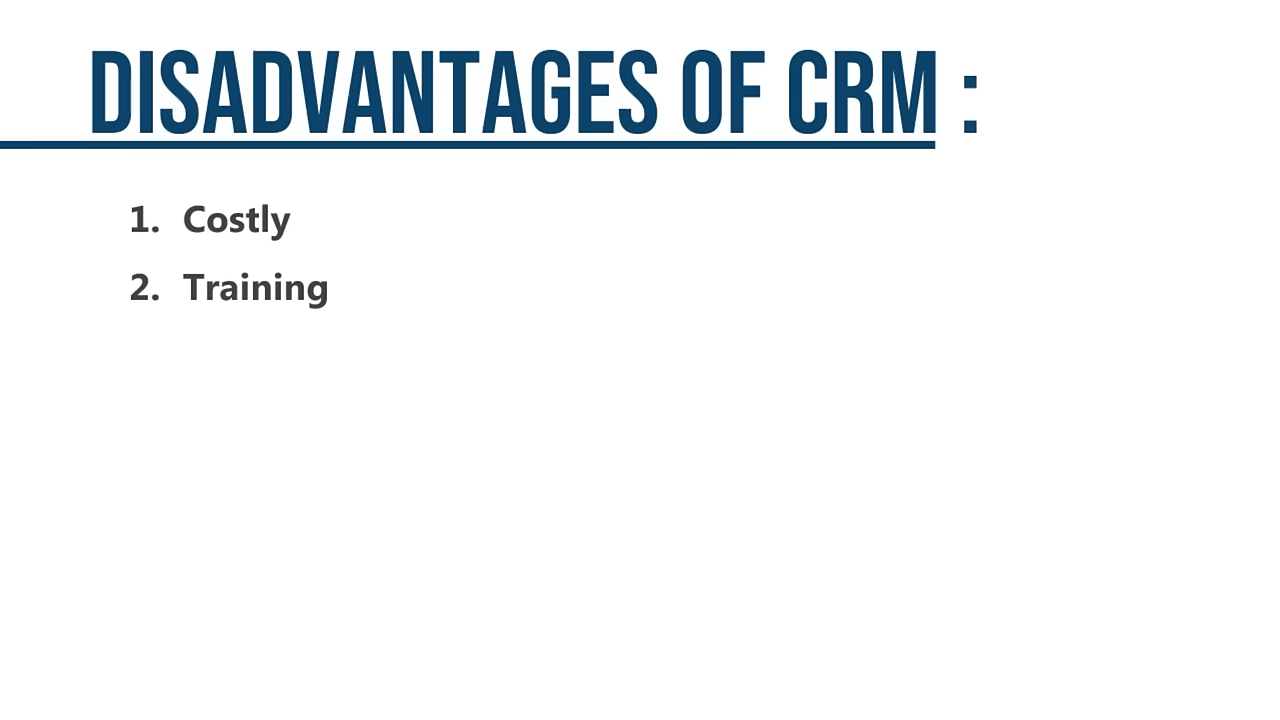 DISADVANTAGES OF CRM :
1. Costly
2. Training